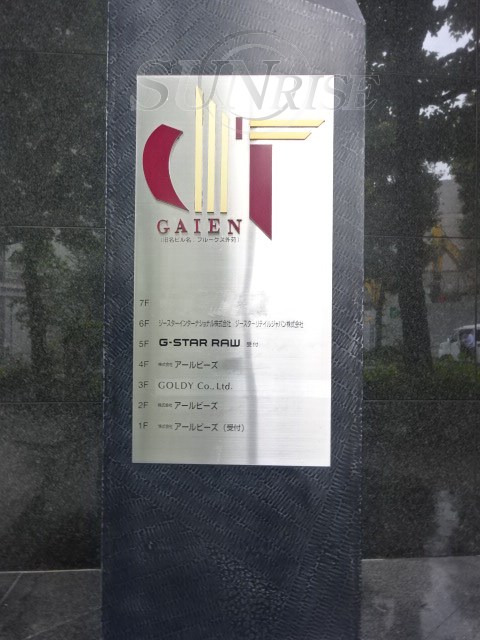 SUNRISE
GAIEN
(旧名ビル名 ブルークス外苑)
7F
6F ジースターインターナショナル株式会社 ジースターリテイルジャパン株式会社
5F G-STAR RAW 受付
4F 株式会社 アールビーズ
3F GOLDY Co., Ltd.
2F 株式会社 アールビーズ
1F 株式会社 アールビーズ (受付)